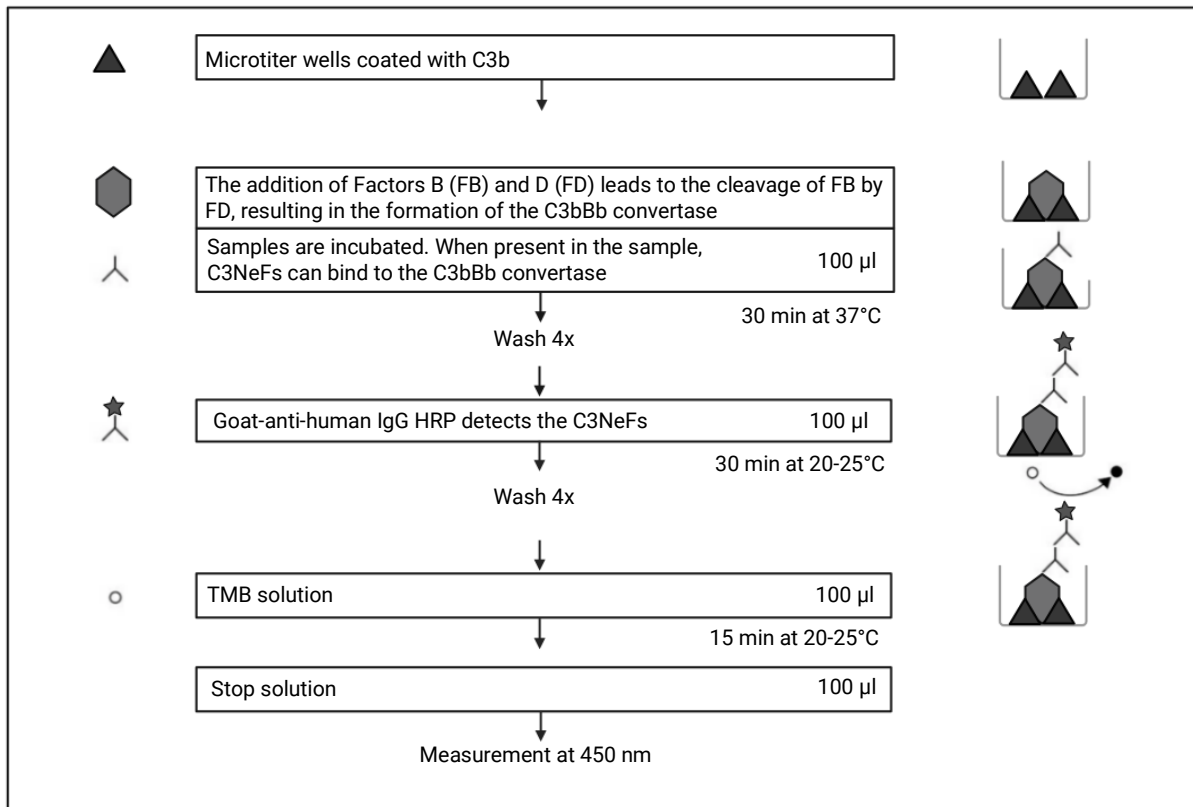 Microtiter wells coated with C3b
The addition of Factors B (FB) and D (FD) leads to the cleavage of FB by
FD, resulting in the formation of the C3bBb convertase
Samples are incubated. When present in the sample,
C3NeFs can bind to the C3bBb convertase 100 µl
30 min at 37°C
Wash 4x
Goat-anti-human IgG HRP detects the C3NeFs 100 µl
30 min at 20-25°C
Wash 4x
TMB solution 100 µl
15 min at 20-25°C
Stop solution 100 µl
Measurement at 450 nm